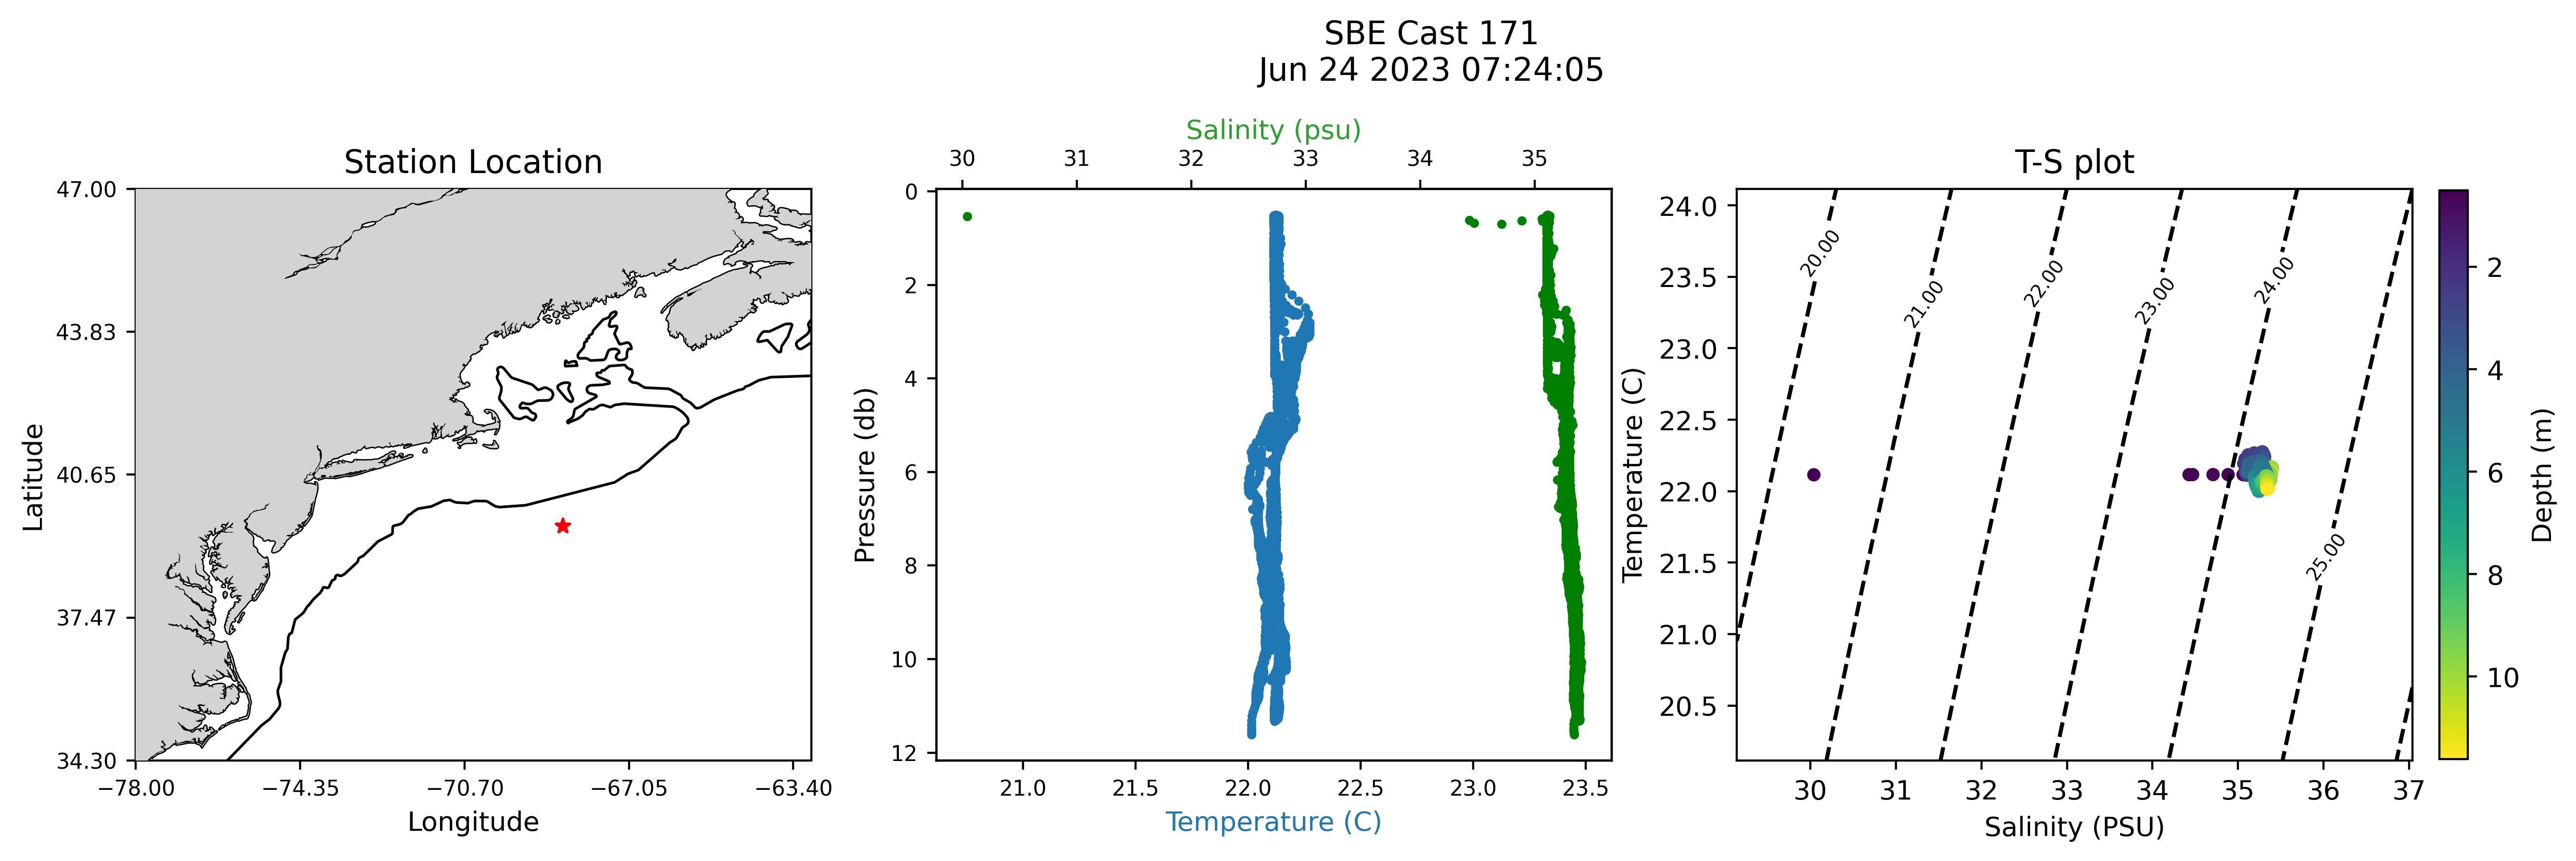 SBE Cast 171
Jun 24 2023 07:24:05
Station Location
47.00
43.83
40.65
37.47
34.30
Latitude
−78.00 −74.35 −70.70 −67.05 −63.40
Longitude
Salinity (psu)
30 31 32 33 34 35
0
2
4
6
8
10
12
Pressure (db)
21.0 21.5 22.0 22.5 23.0 23.5
Temperature (C)
T-S plot
24.0
23.5
23.0
22.5
22.0
21.5
21.0
20.5
Temperature (C)
20.00
21.00
22.00
23.00
24.00
25.00
30 31 32 33 34 35 36 37
Salinity (PSU)
2
4
6
8
10
Depth (m)